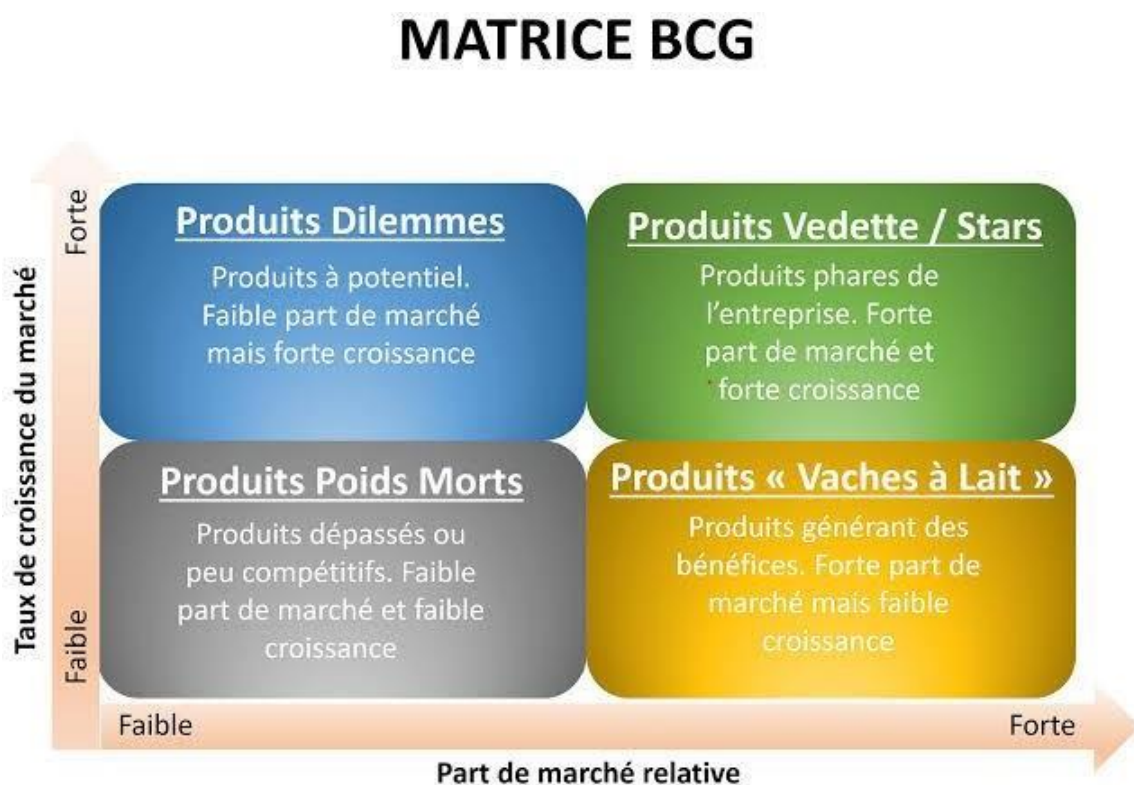 MATRICE BCG
Taux de croissance du marché
Forte
Faible
Produits Dilemmes
Produits à potentiel.
Faible part de marché
mais forte croissance
Produits Vedette / Stars
Produits phares de
l’entreprise. Forte
part de marché et
forte croissance
Produits Poids Morts
Produits dépassés ou
peu compétitifs. Faible
part de marché et faible
croissance
Produits « Vaches à Lait »
Produits générant des
bénéfices. Forte part de
marché mais faible
croissance
Faible
Forte
Part de marché relative